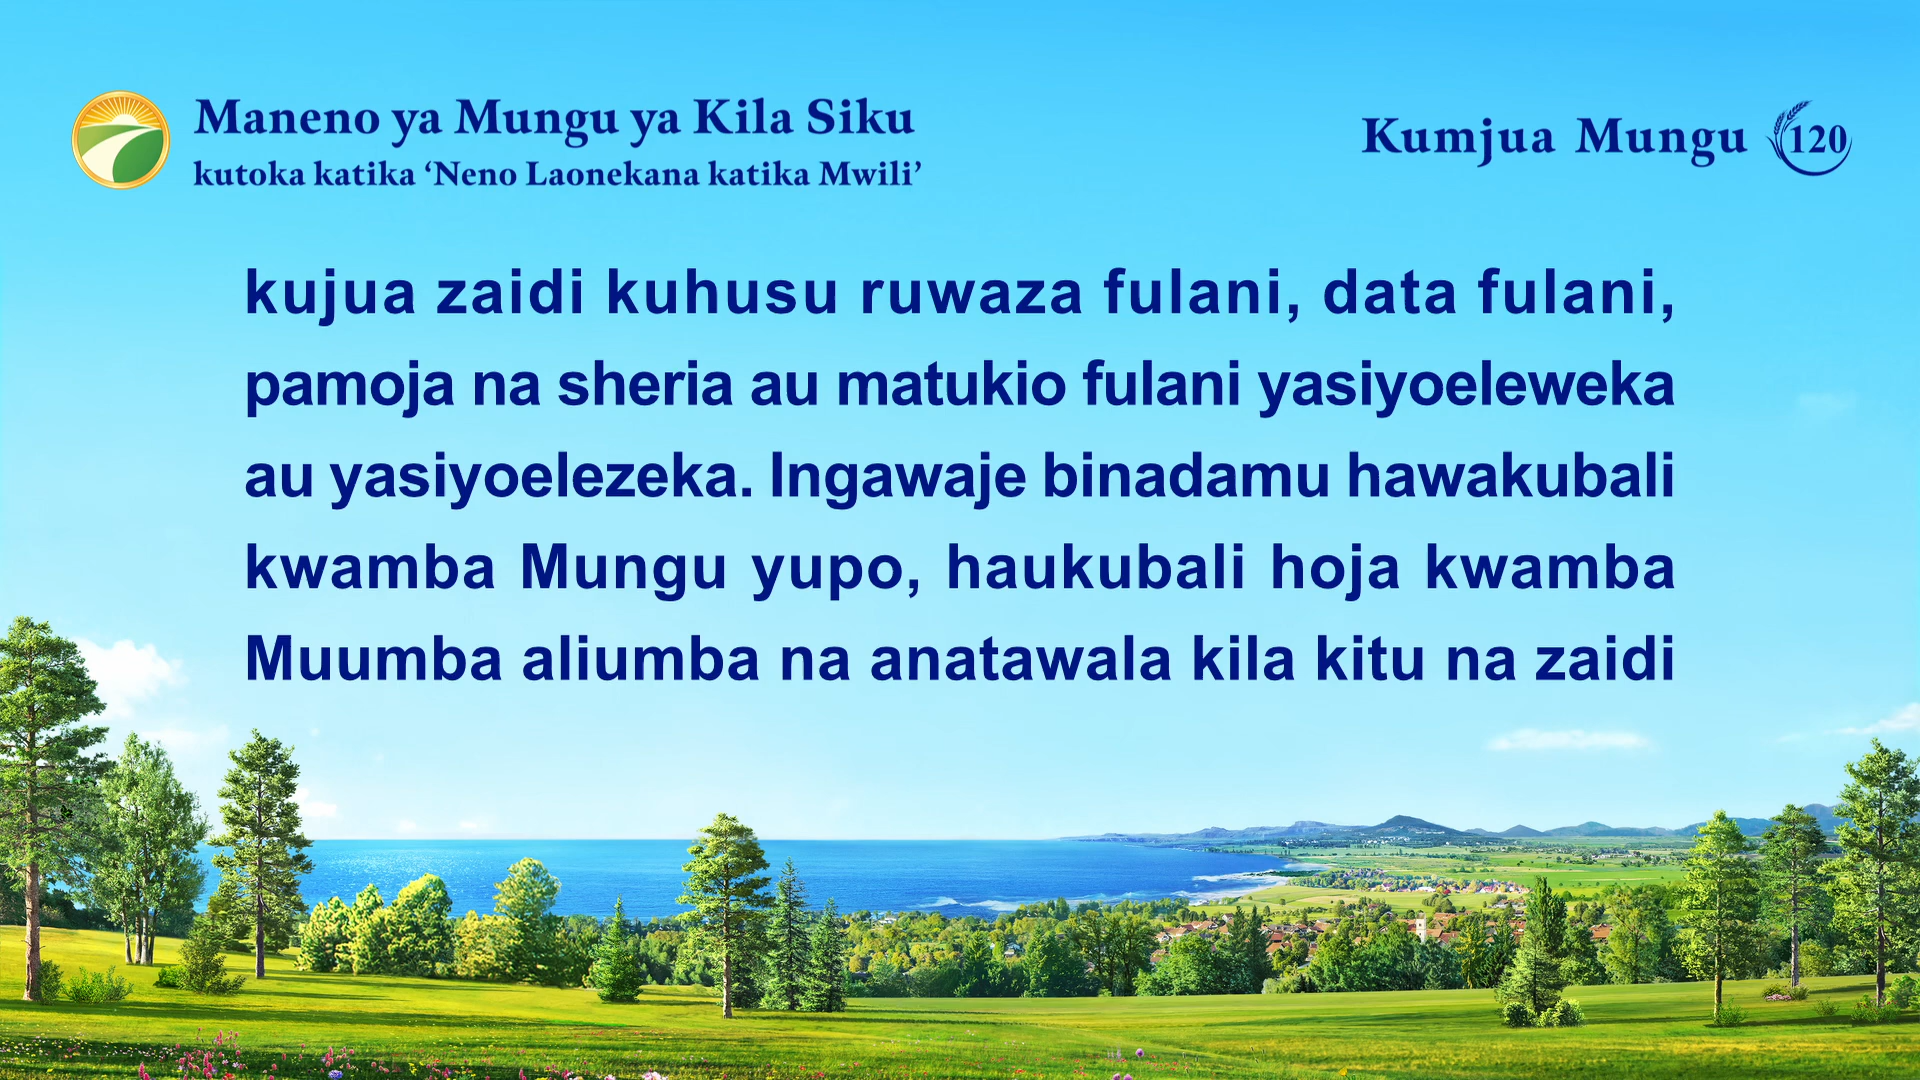 Maneno ya Mungu ya Kila Siku
kutoka katika ‘Neno Laonekana katika Mwili’
Kumjua Mungu 120
kujua zaidi kuhusu ruwaza fulani, data fulani,
pamoja na sheria au matukio fulani yasiyoeleweka
au yasiyoelezeka. Ingawaje binadamu hawakubali
kwamba Mungu yupo, haukubali hoja kwamba
Muumba aliumba na anatawala kila kitu na zaidi